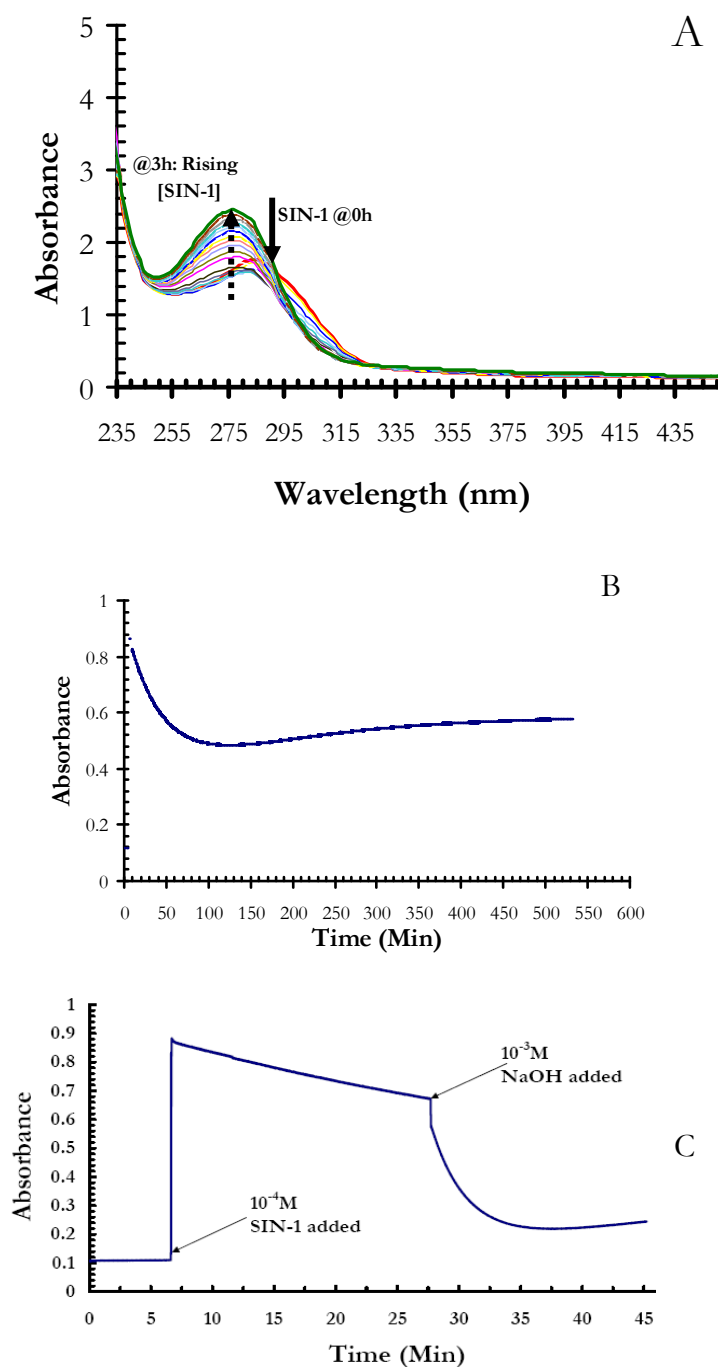 A
5
4
@3h: Rising
3
[SIN-1]
SIN-1 @0h
2
1
0
Absorbance
235 255 275 295 315 335 355 375 395 415 435
Wavelength (nm)
B
1
0.8
0.6
0.4
0.2
0
Absorbance
0 50 100 150 200 250 300 350 400 450 500 550 600
Time (Min)
C
1
0.9
0.8
0.7
0.6
0.5
0.4
0.3
0.2
0.1
0
Absorbance
10⁻³M
NaOH added
10⁻⁴M
SIN-1 added
0 5 10 15 20 25 30 35 40 45
Time (Min)